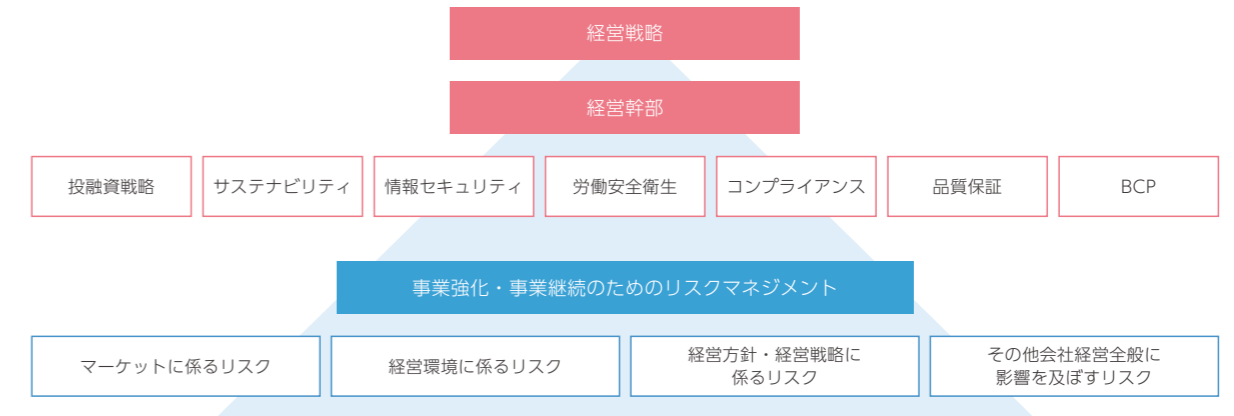 経営戦略
経営幹部
投融資戦略
サステナビリティ
情報セキュリティ
労働安全衛生
コンプライアンス
品質保証
BCP
事業強化・事業継続のためのリスクマネジメント
マーケットに係るリスク
経営環境に係るリスク
経営方針・経営戦略に
係るリスク
その他会社経営全般に
影響を及ぼすリスク